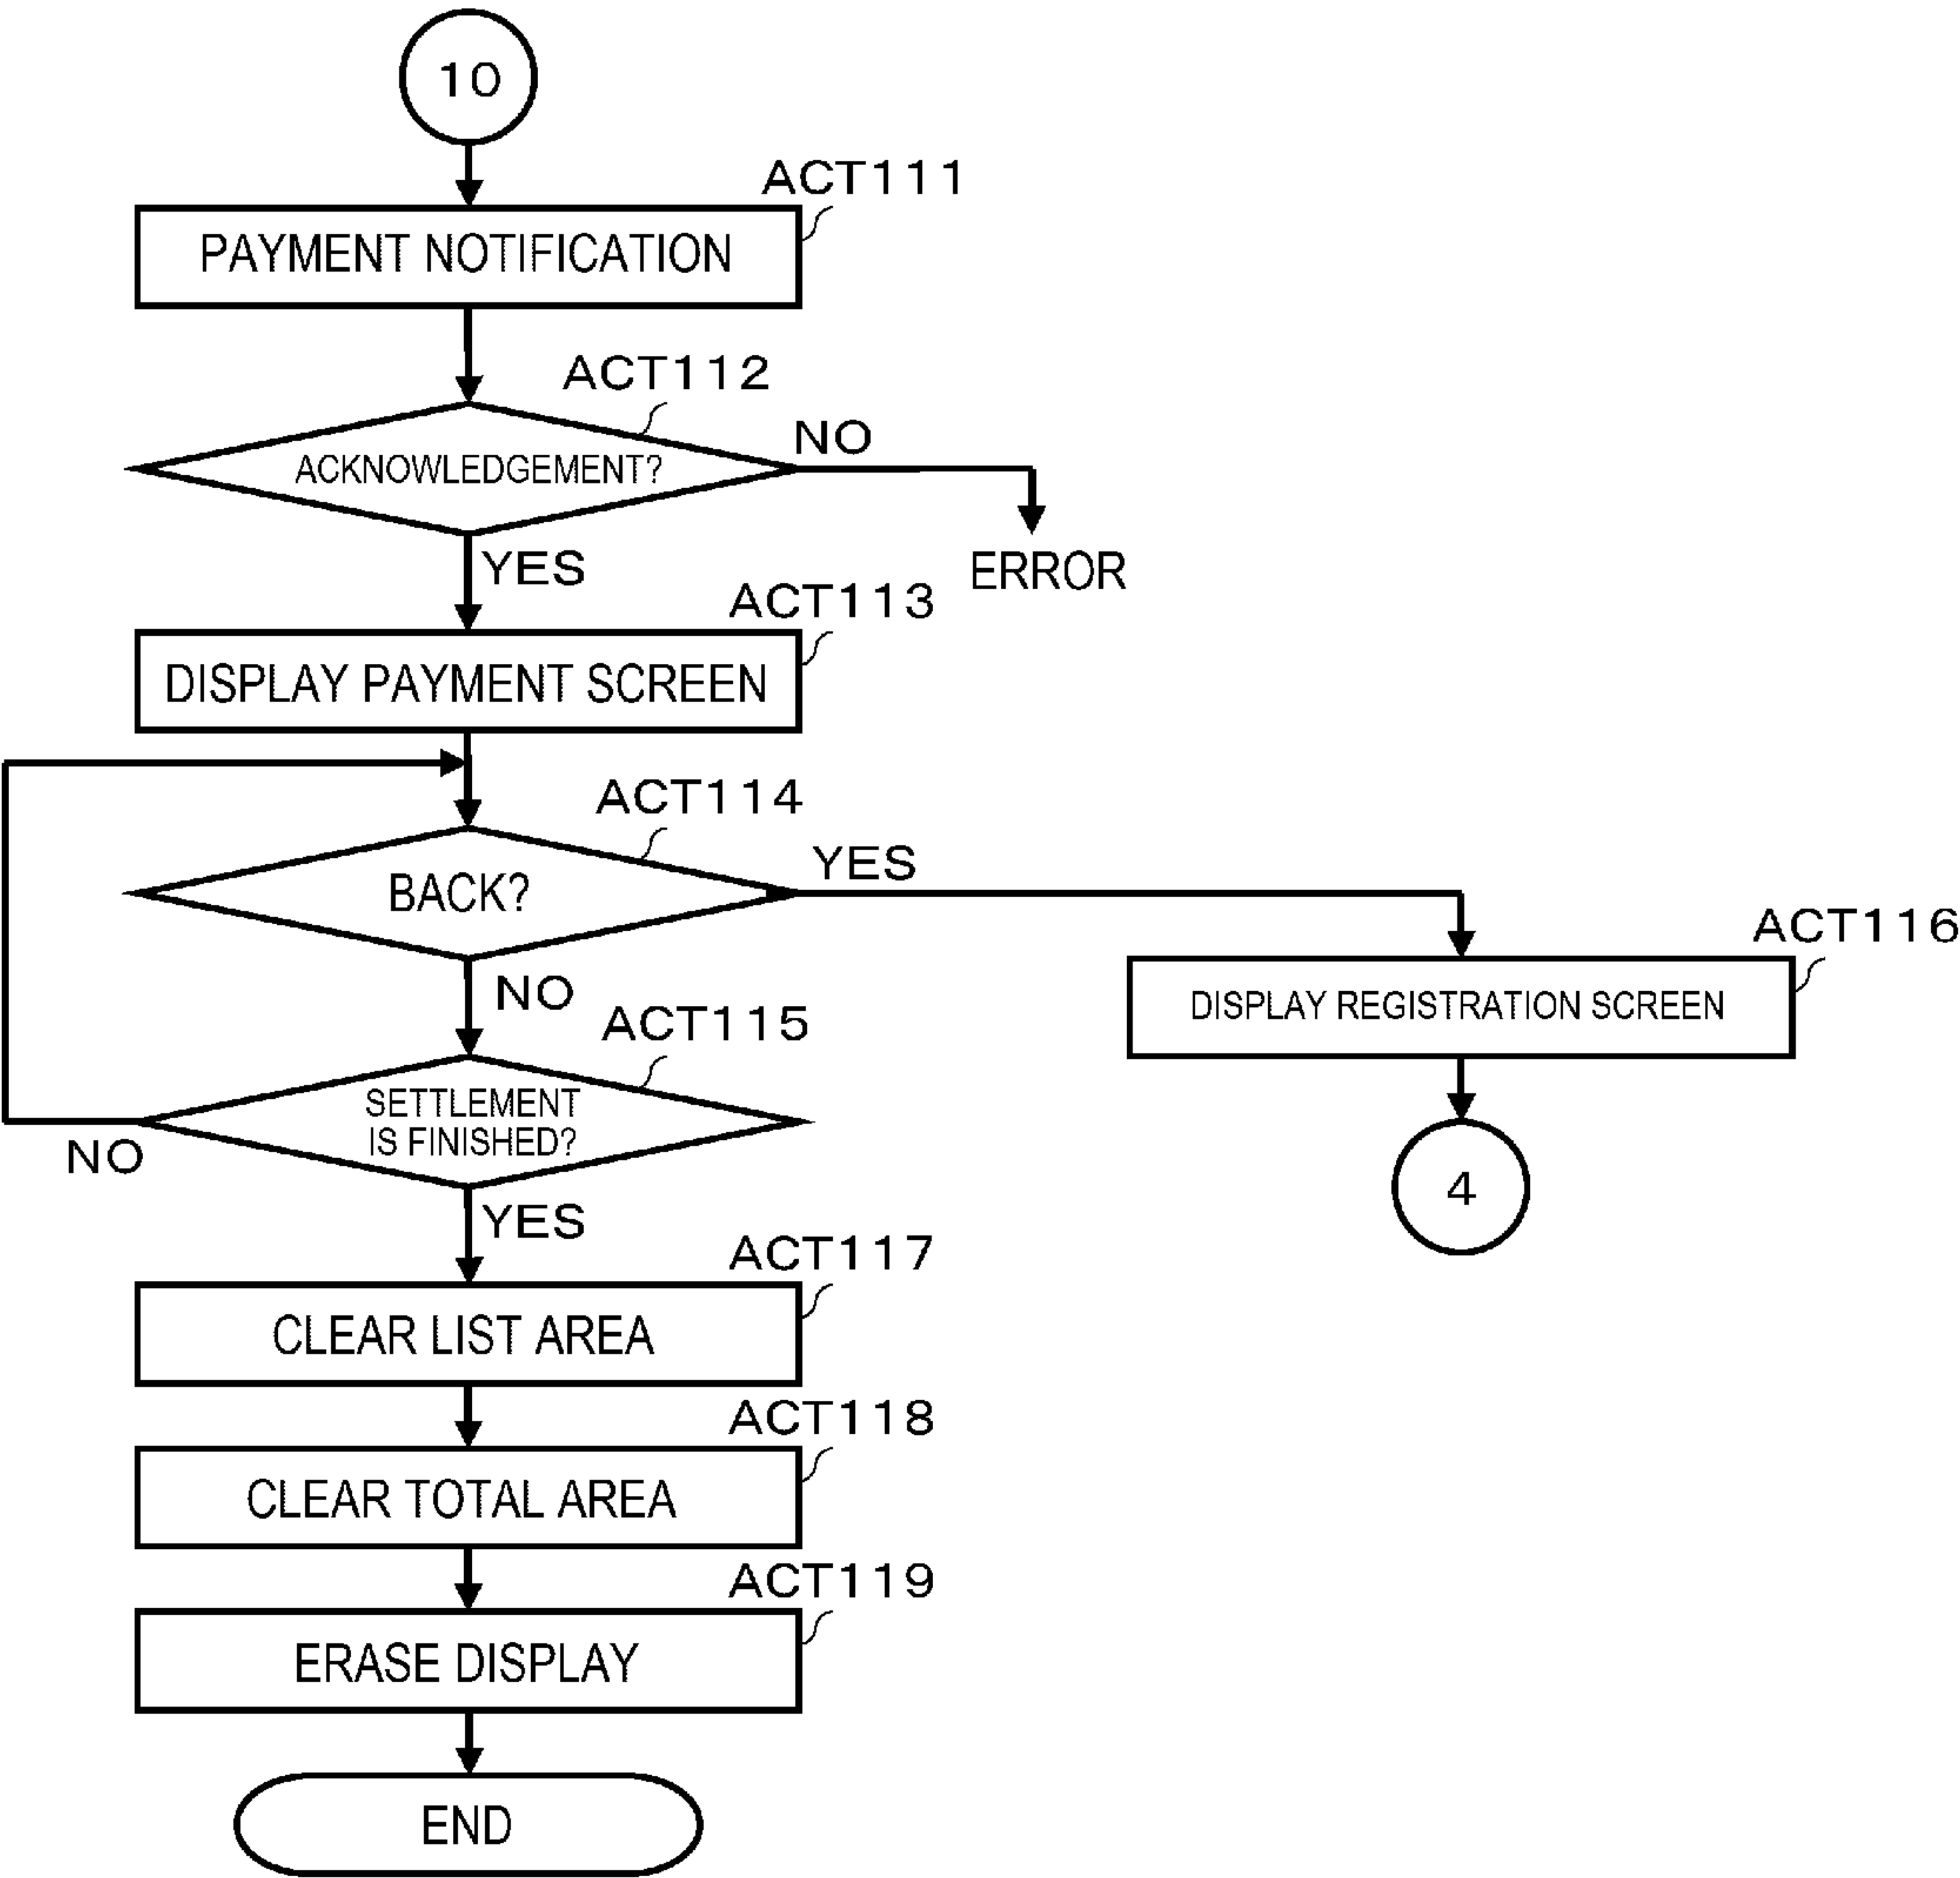 10
ACT111
PAYMENT NOTIFICATION
ACT112
ACKNOWLEDGEMENT?
NO
YES
ERROR
ACT113
DISPLAY PAYMENT SCREEN
ACT114
BACK?
YES
NO
ACT116
DISPLAY REGISTRATION SCREEN
4
ACT115
SETTLEMENT
IS FINISHED?
NO
YES
ACT117
CLEAR LIST AREA
ACT118
CLEAR TOTAL AREA
ACT119
ERASE DISPLAY
END